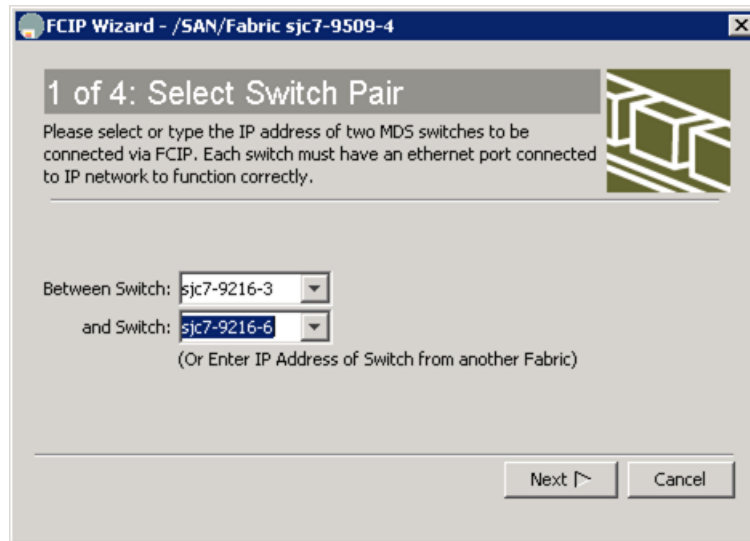 FCIP Wizard - /SAN/Fabric sjc7-9509-4
1 of 4: Select Switch Pair
Please select or type the IP address of two MDS switches to be
connected via FCIP. Each switch must have an ethernet port connected
to IP network to function correctly.
Between Switch: sjc7-9216-3
and Switch: sjc7-9216-6
(Or Enter IP Address of Switch from another Fabric)
Next Cancel